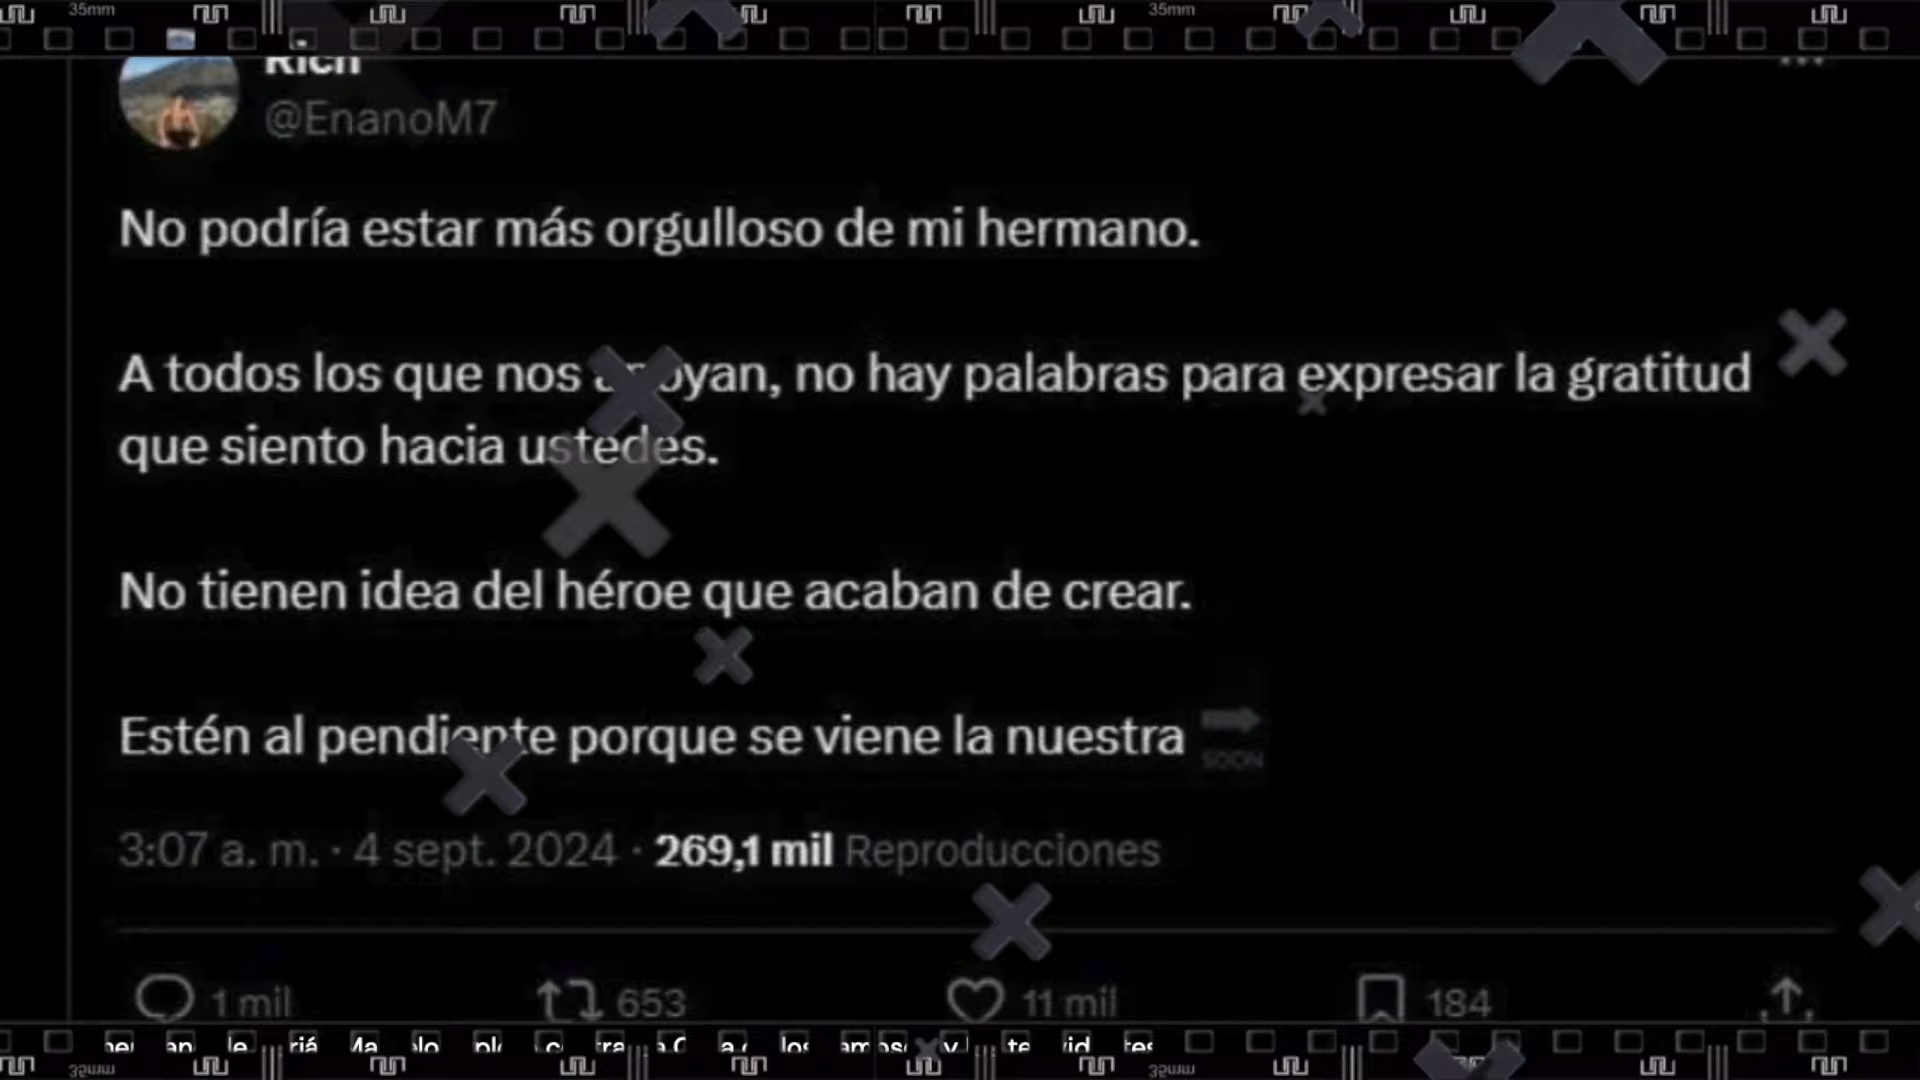 35mm 35mm
Rich
@EnanoM7
No podría estar más orgulloso de mi hermano.
A todos los que nos apoyan, no hay palabras para expresar la gratitud
que siento hacia ustedes.
No tienen idea del héroe que acaban de crear.
Estén al pendiente porque se viene la nuestra SOON
3:07 a. m. · 4 sept. 2024 · 269,1 mil Reproducciones
1 mil 653 11 mil 184
35mm 35mm